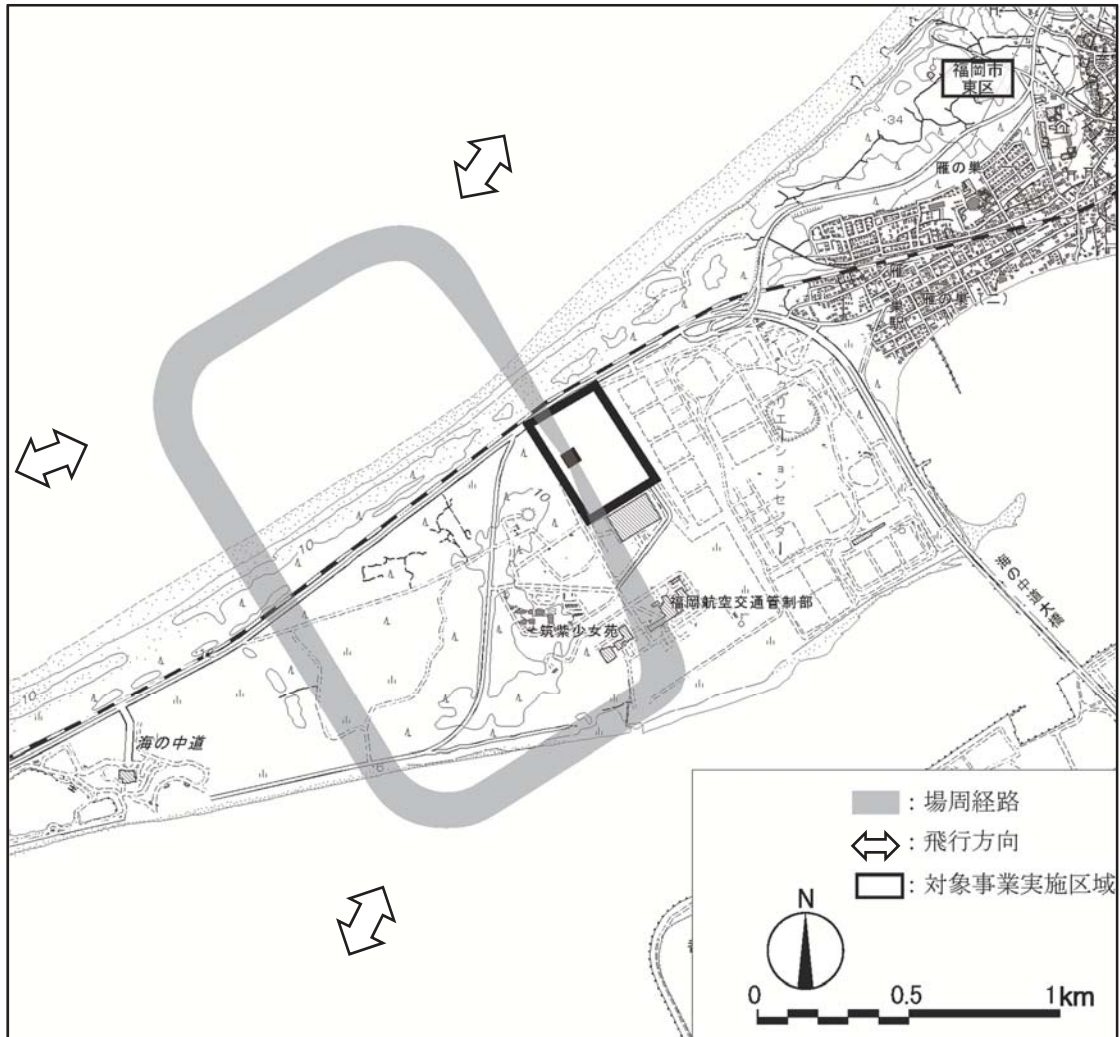 福岡市
東区
34
雁の巣
雁ノ巣駅
雁の巣(二)
レクリエーションセンター
10
10
福岡航空交通管制部
筑紫少女苑
海の中道大橋
10
海の中道
：場周経路
：飛行方向
：対象事業実施区域
N
0 0.5 1km